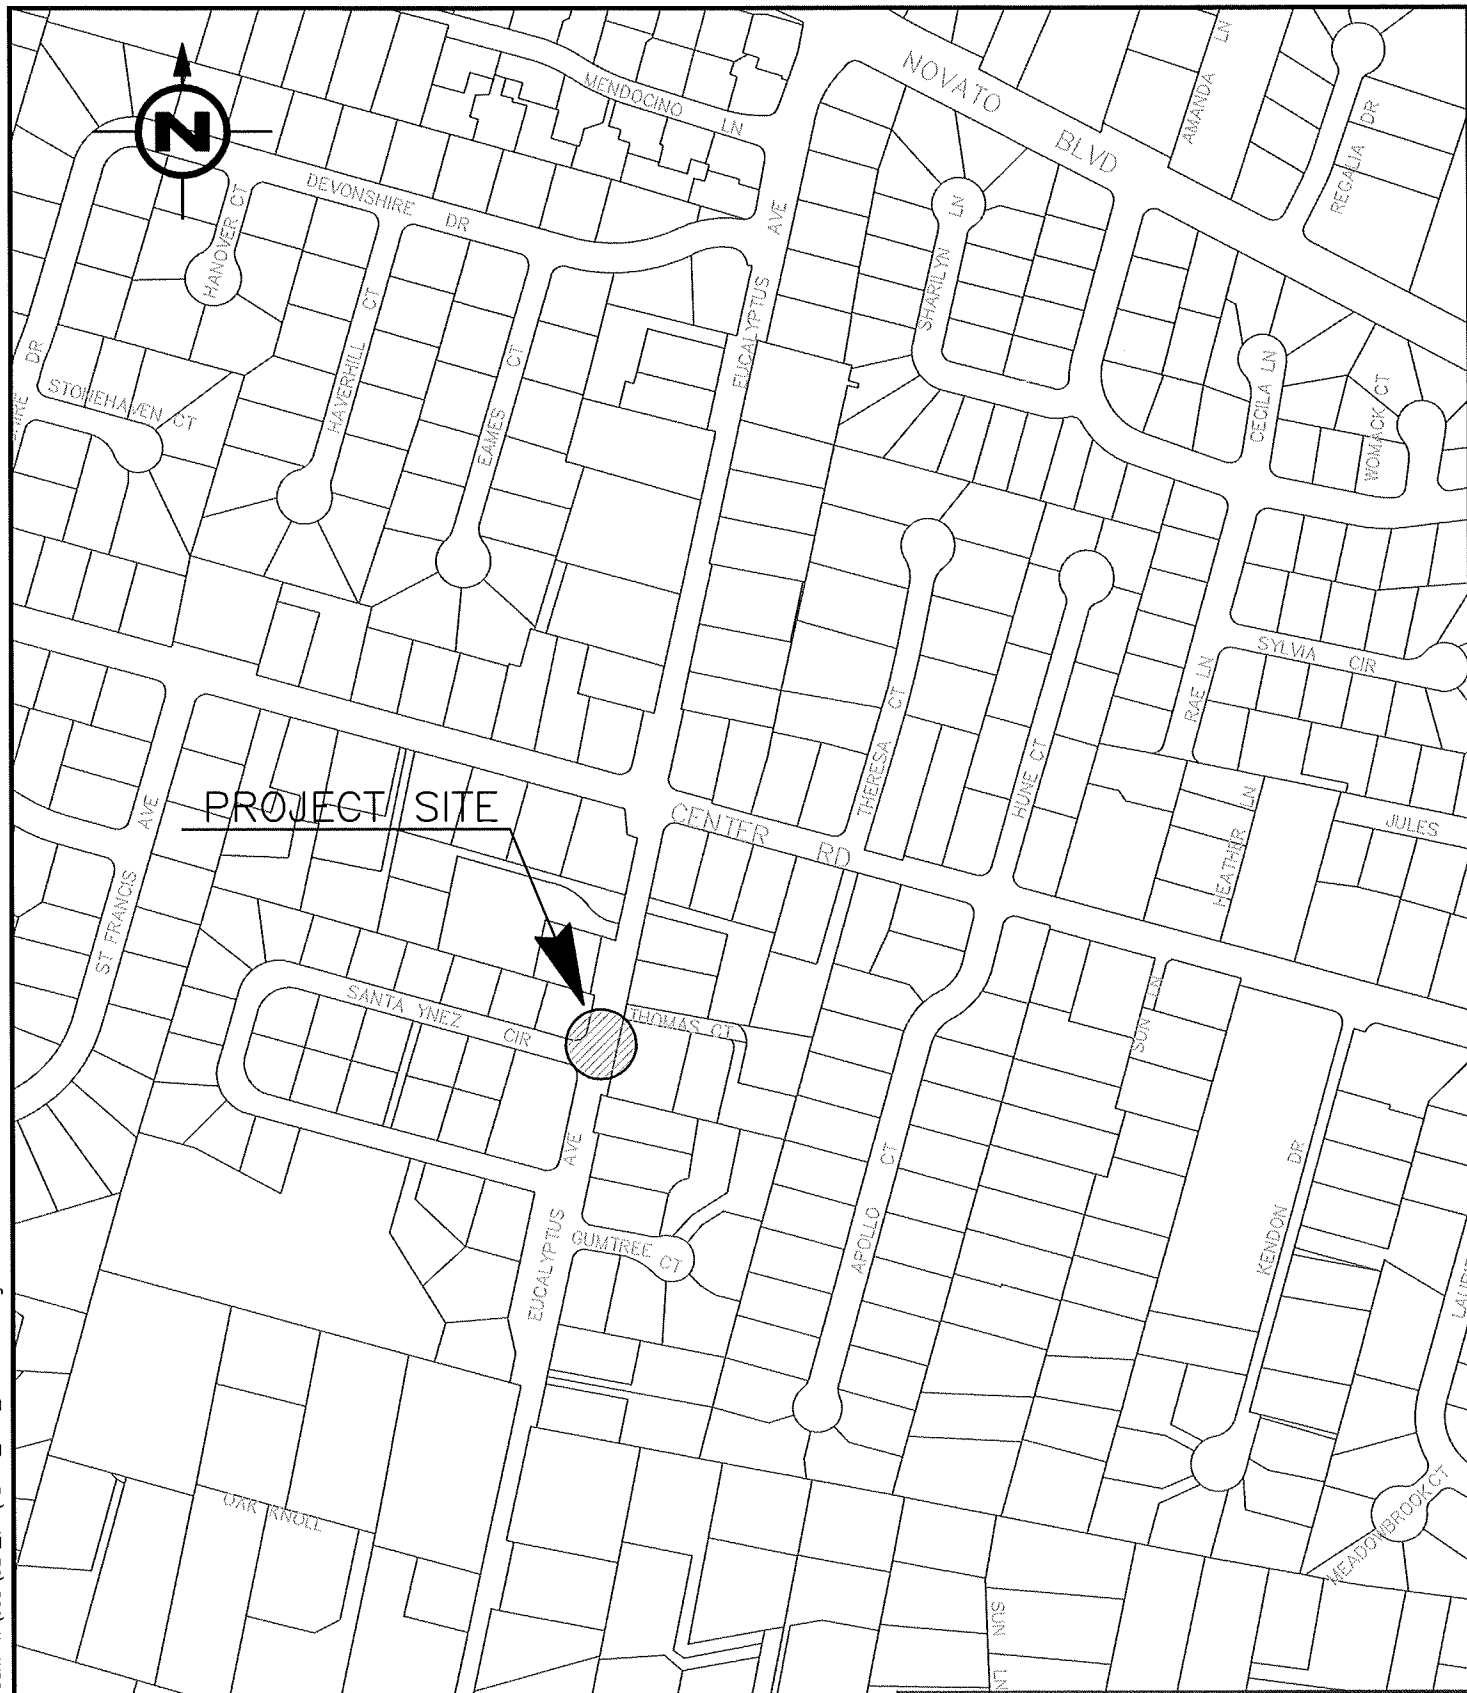 NOVATO BLVD
AMANDA LN
REGALIA DR
MENDOCINO LN
N
DEVONSHIRE DR
HANOVER CT
SHARILYN LN
EUCALYPTUS AVE
HAVERHILL CT
EAMES CT
DR
STONEHAVEN CT
CECILA LN
WOMACK CT
SYLVIA CIR
RAE LN
THERESA CT
HUNE CT
PROJECT SITE
CENTER RD
HEATHER LN
JULES
ST FRANCIS AVE
SANTA YNEZ CIR
THOMAS CT
SUN LN
EUCALYPTUS AVE
GUMTREE CT
APOLLO CT
KENDON DR
OAK KNOLL
MEADOWBROOK CT
SUN LN